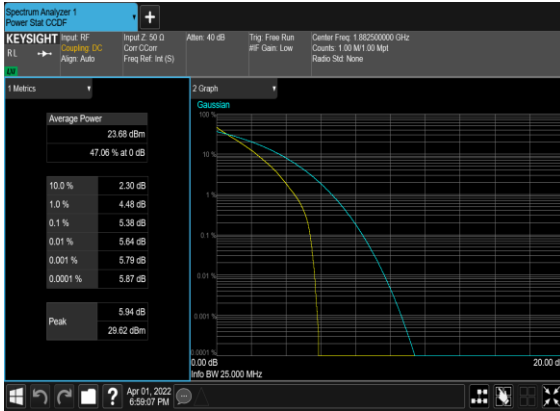 Spectrum Analyzer 1
Power Stat CCDF
KEYSIGHT
RL
Input: RF
Coupling: DC
Align: Auto
Input Z: 50 Ω
Corr CCorr
Freq Ref: Int (S)
Atten: 40 dB
Trig: Free Run
#IF Gain: Low
Center Freq: 1.882500000 GHz
Counts: 1.00 M/1.00 Mpt
Radio Std: None
LXI
1 Metrics
Average Power
23.68 dBm
47.06 % at 0 dB
10.0 % 2.30 dB
1.0 % 4.48 dB
0.1 % 5.38 dB
0.01 % 5.64 dB
0.001 % 5.79 dB
0.0001 % 5.87 dB
Peak
5.94 dB
29.62 dBm
2 Graph
Gaussian
100 %
10 %
1 %
0.1 %
0.01 %
0.001 %
0.0001 %
0.00 dB
20.00 d
Info BW 25.000 MHz
Apr 01, 2022
6:59:07 PM